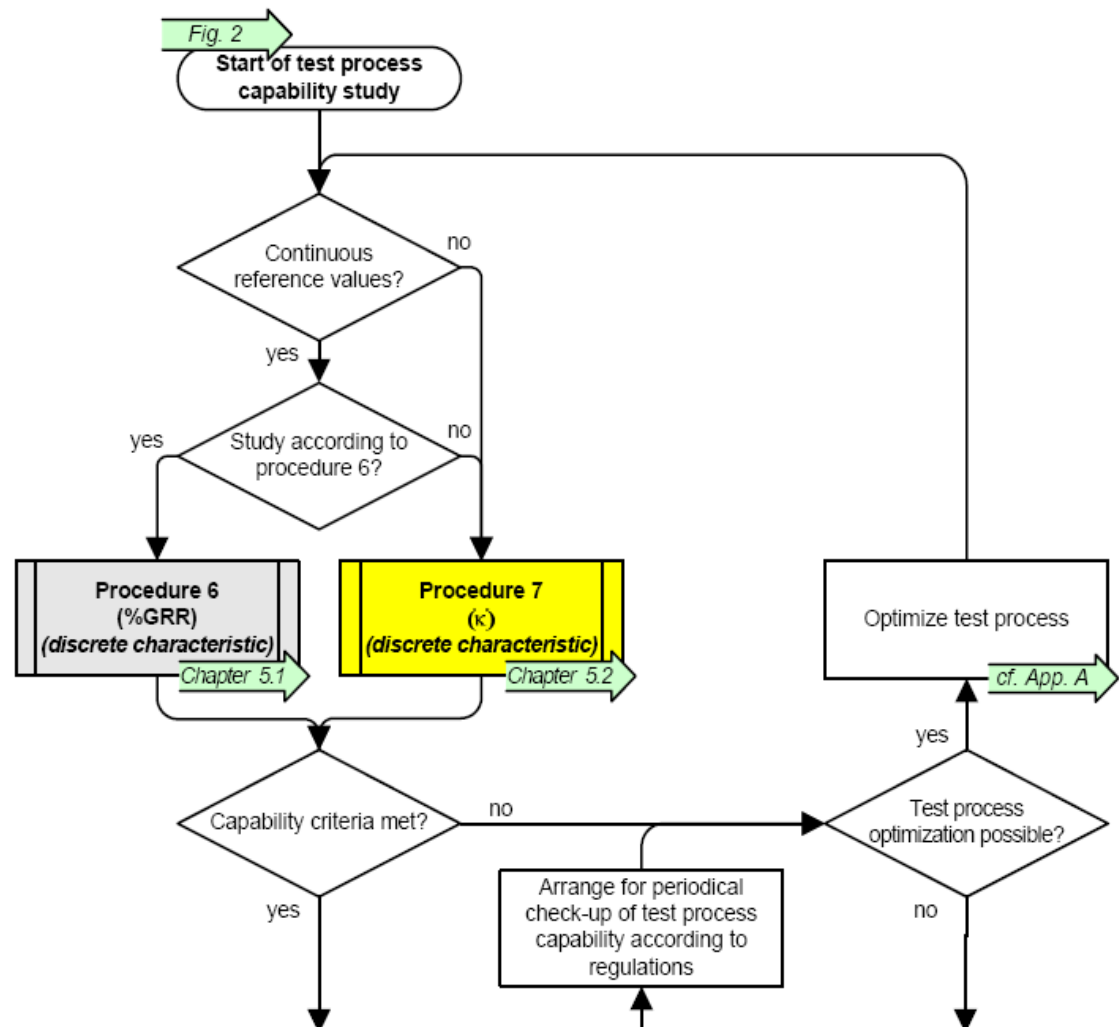 Fig. 2
Start of test process
capability study
Continuous
reference values?
no
yes
Study according to
procedure 6?
yes
no
Procedure 6
(%GRR)
(discrete characteristic)
Chapter 5.1
Procedure 7
(κ)
(discrete characteristic)
Chapter 5.2
Optimize test process
cf. App. A
yes
Capability criteria met?
no
yes
Test process
optimization possible?
no
Arrange for periodical
check-up of test process
capability according to
regulations